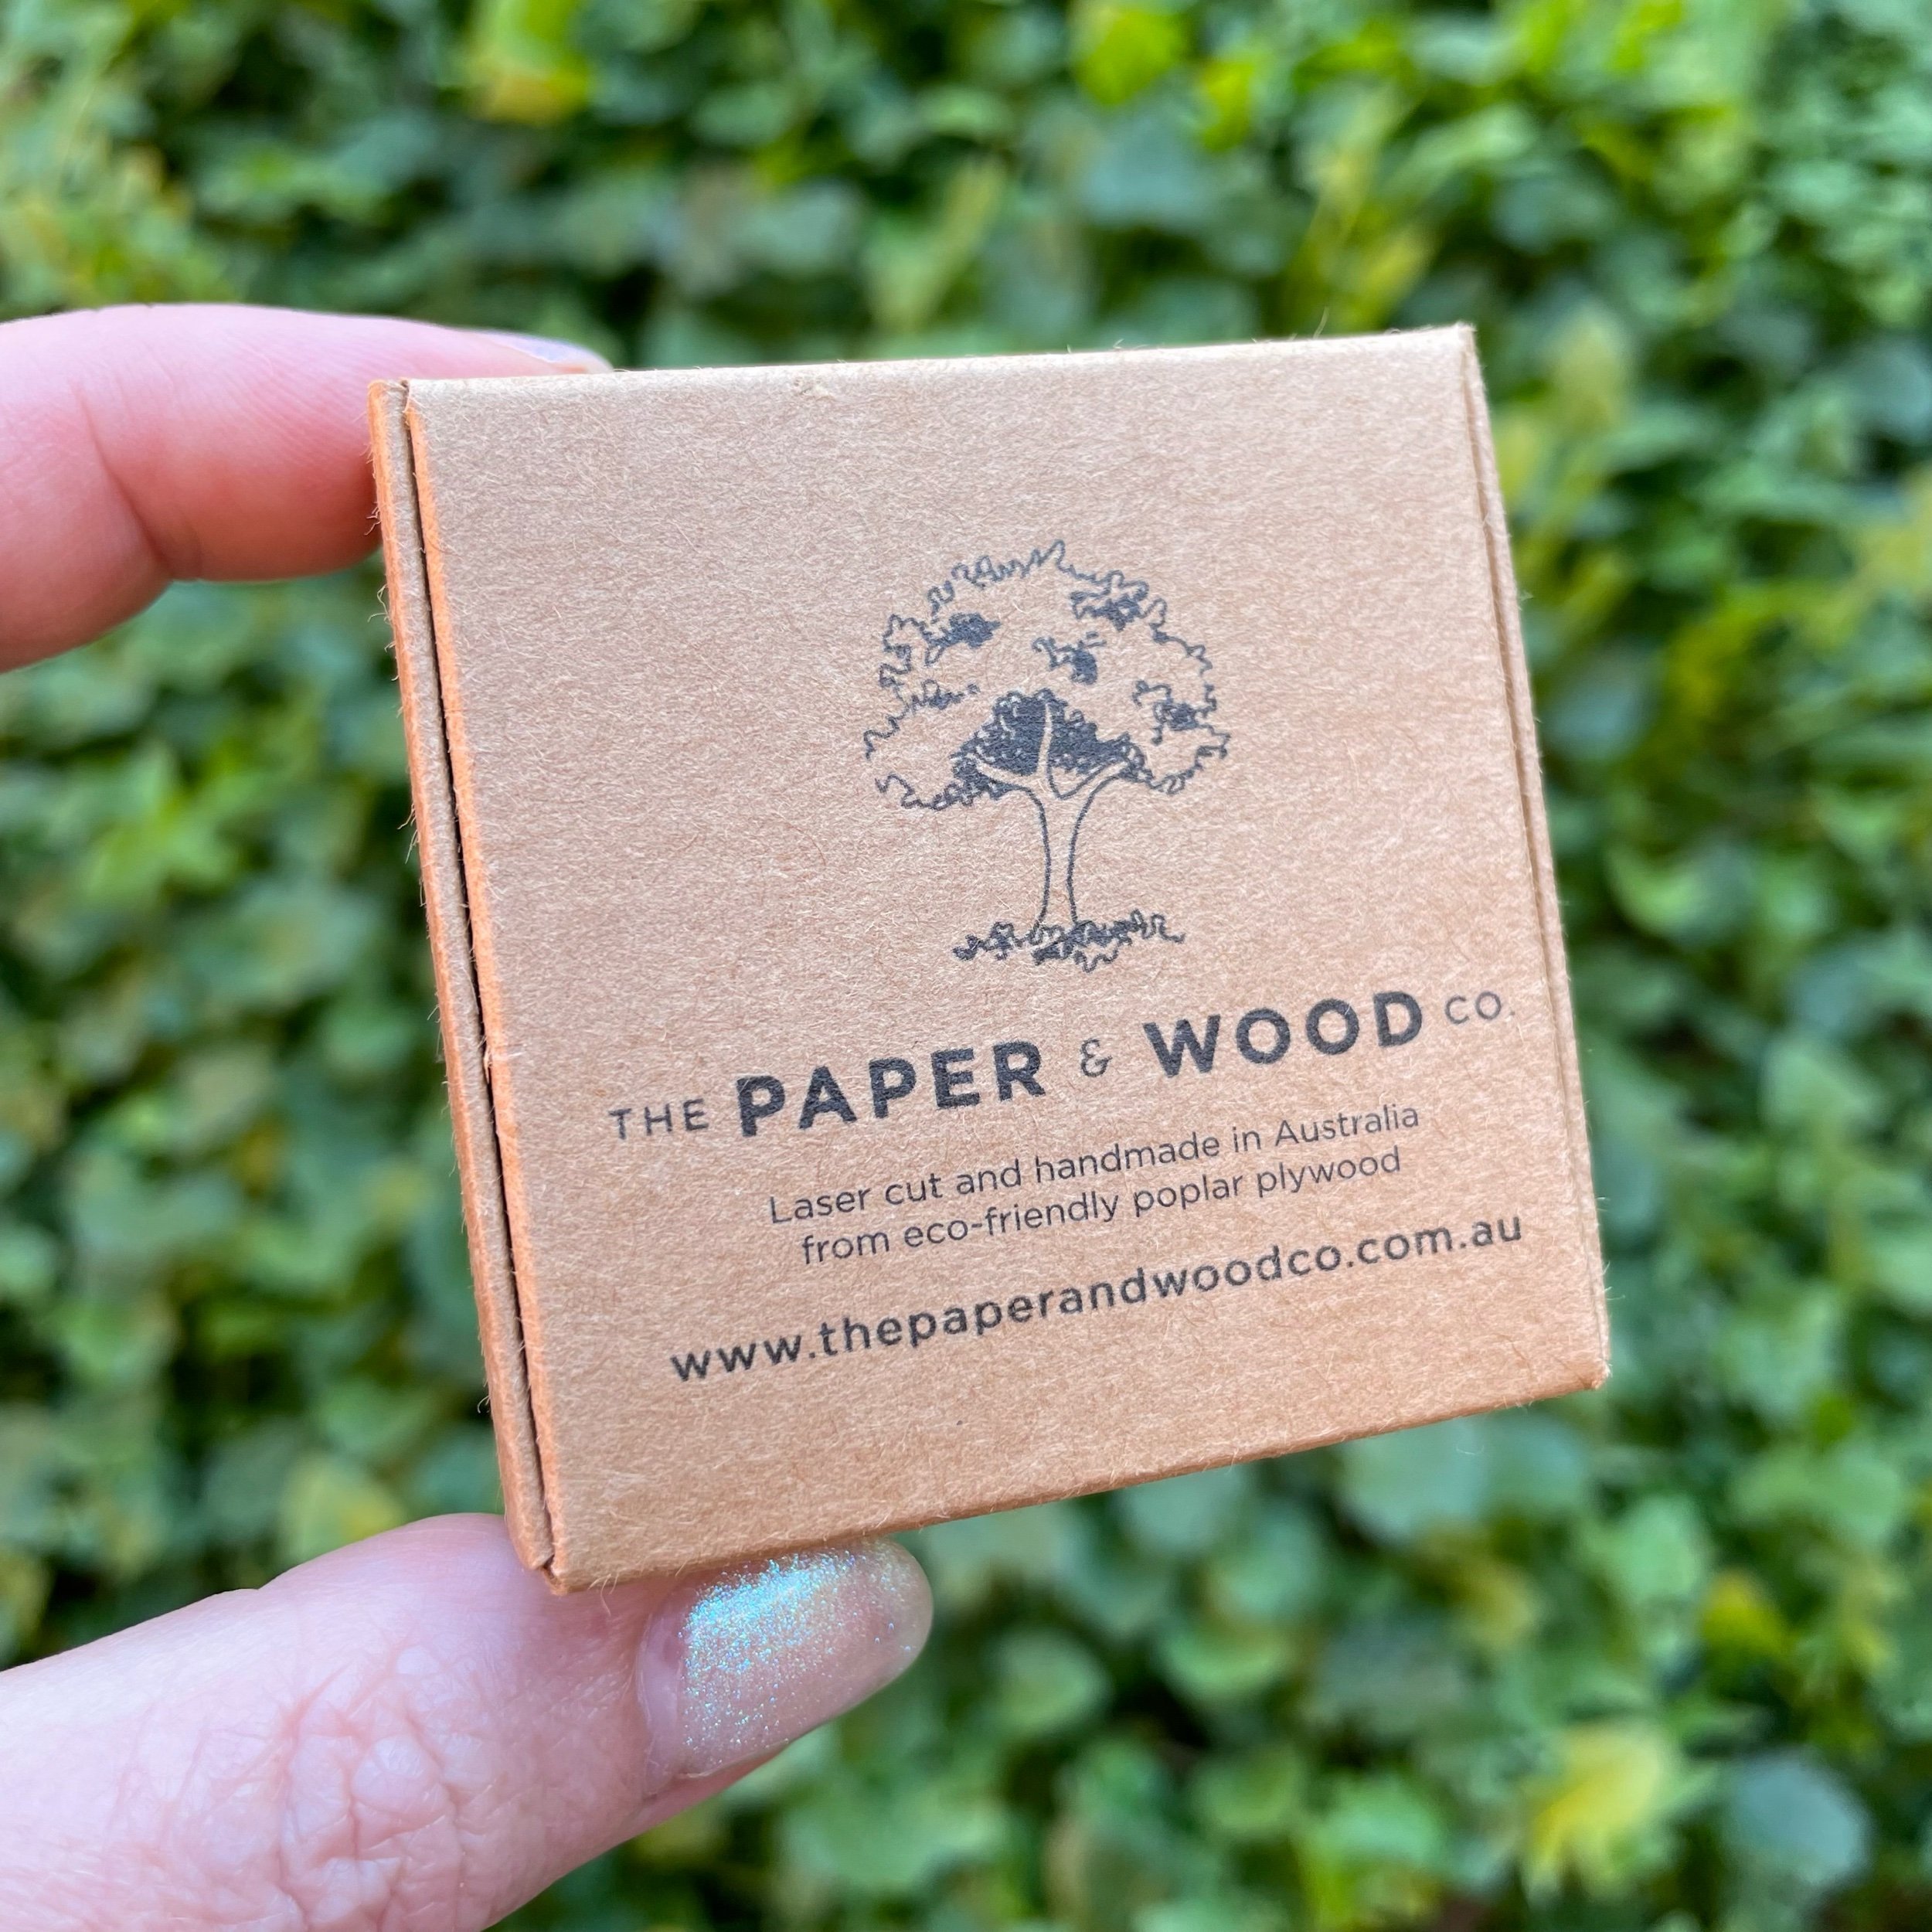 THE PAPER & WOOD CO.
Laser cut and handmade in Australia
from eco-friendly poplar plywood
www.thepaperandwoodco.com.au